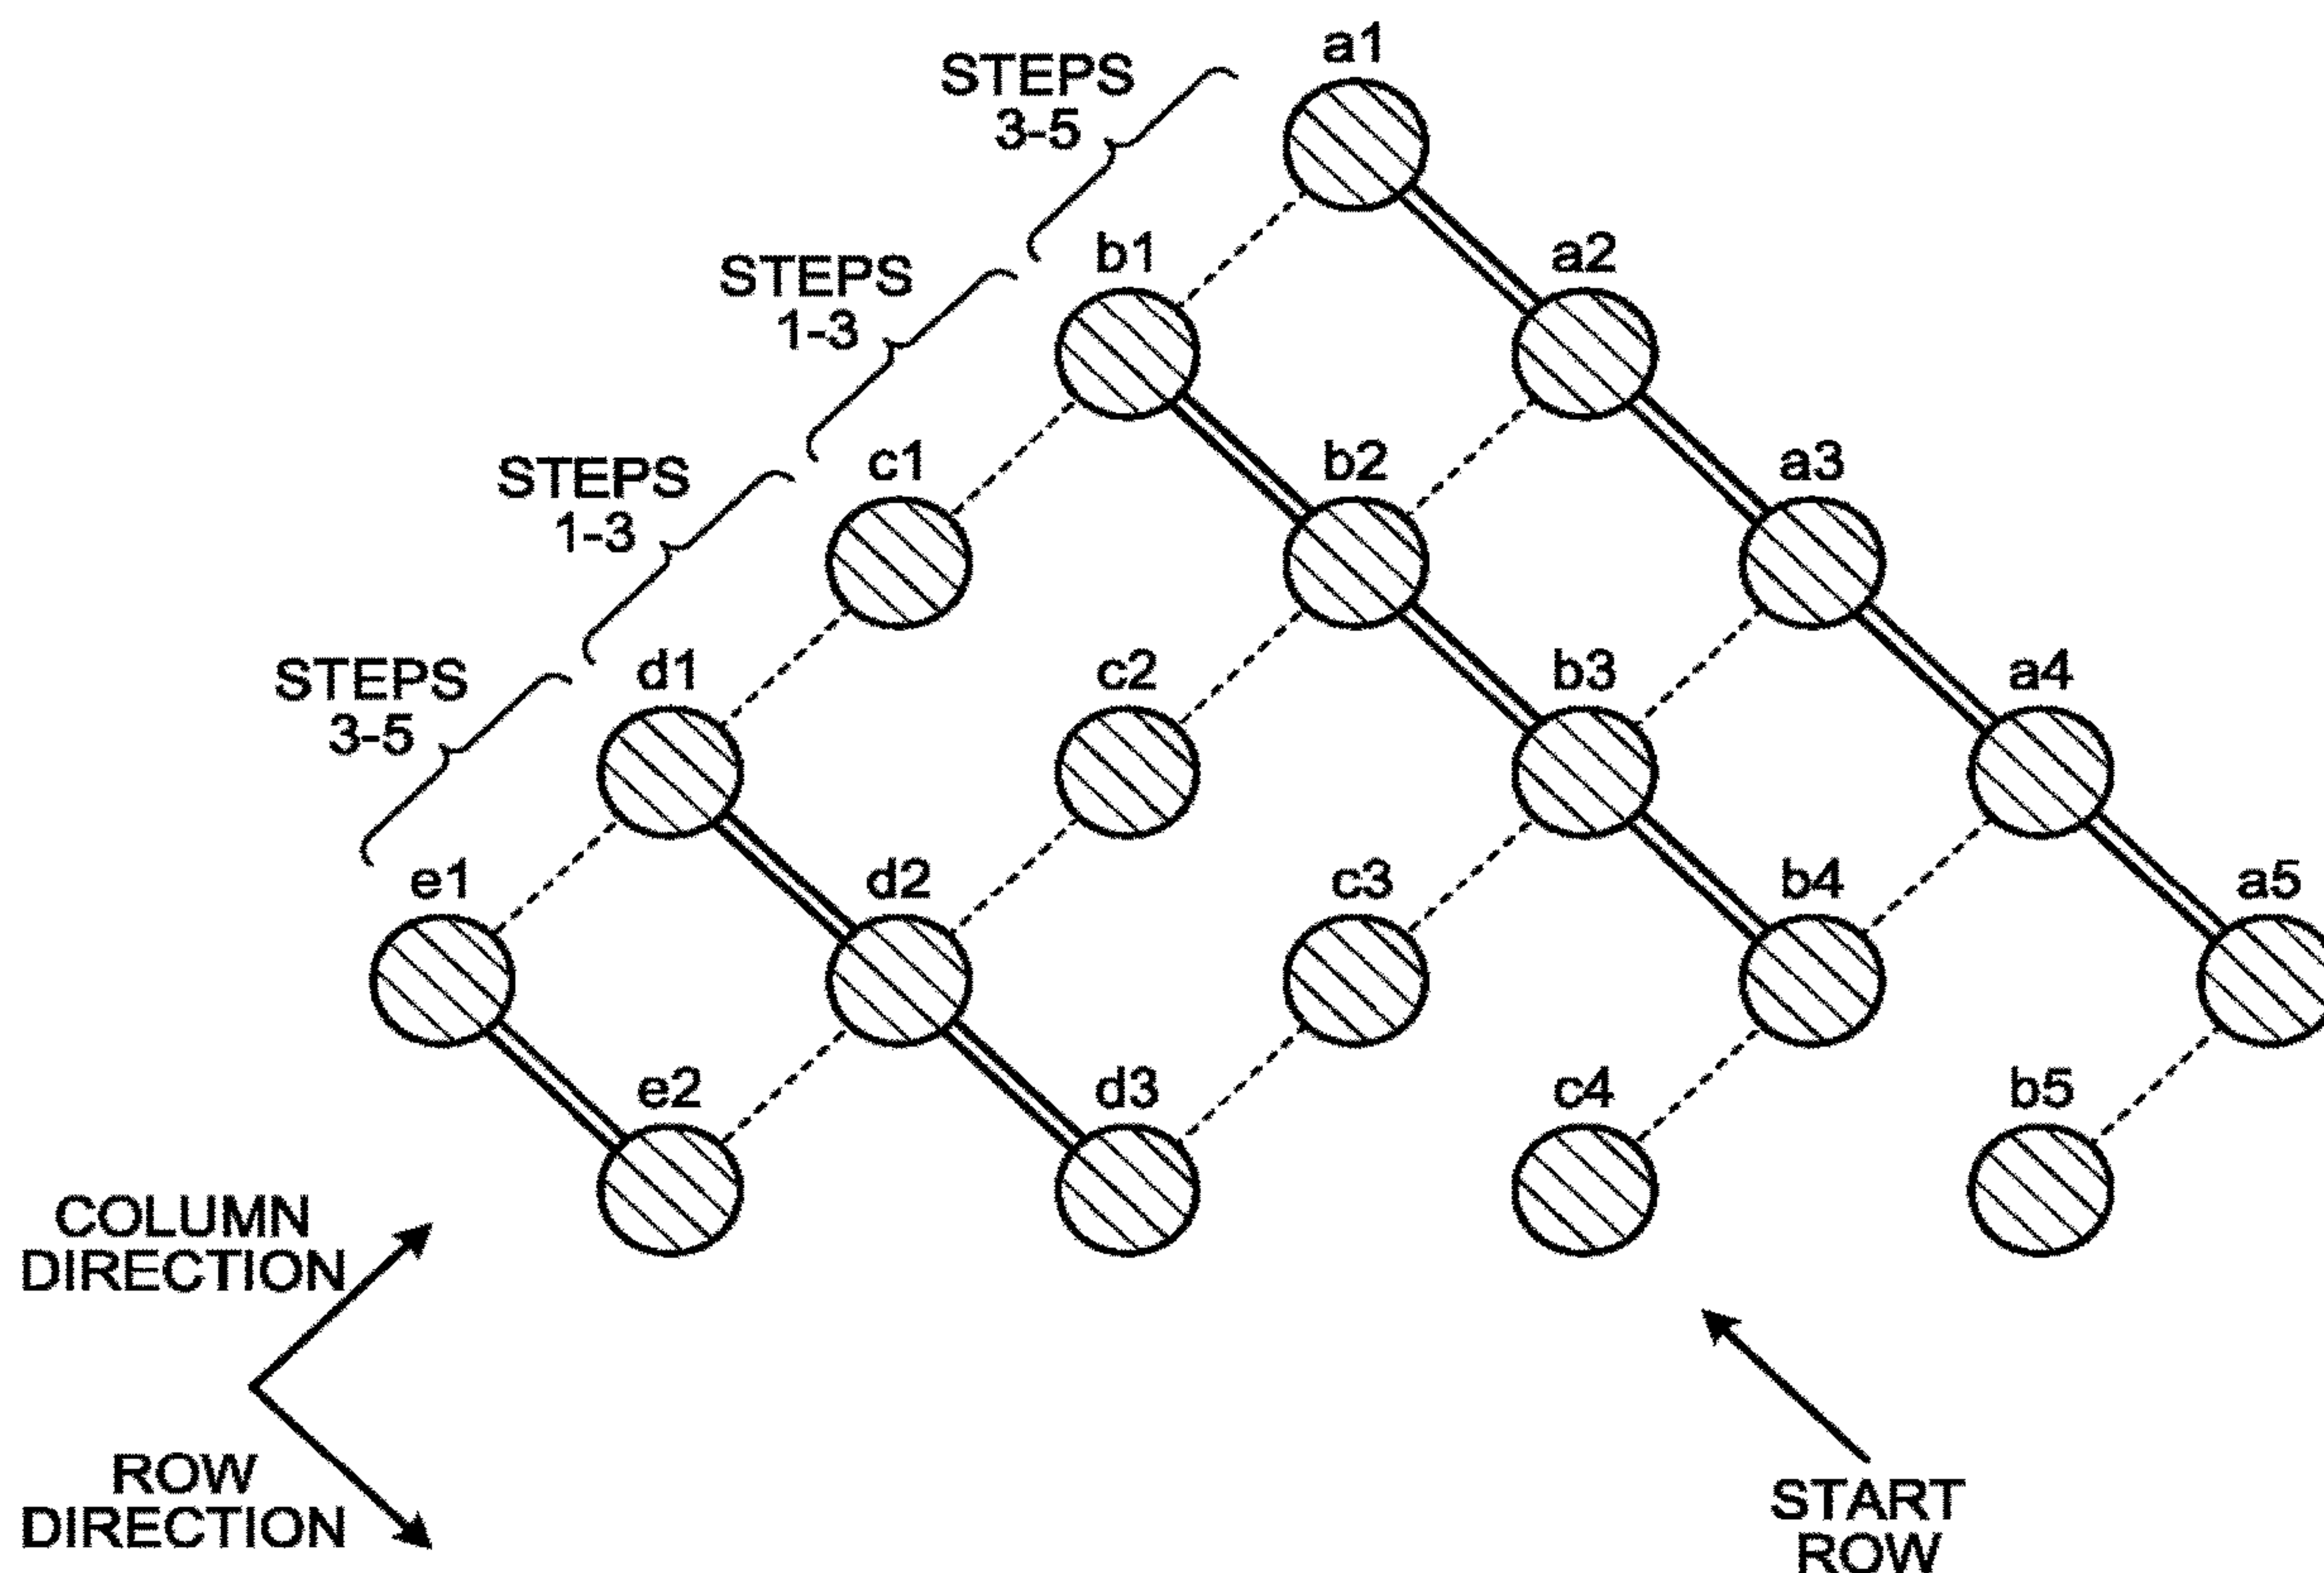 a1
STEPS
3-5
b1
a2
STEPS
1-3
c1
b2
a3
STEPS
1-3
d1
c2
b3
a4
STEPS
3-5
e1
d2
c3
b4
a5
e2
d3
c4
b5
COLUMN
DIRECTION
ROW
DIRECTION
START
ROW